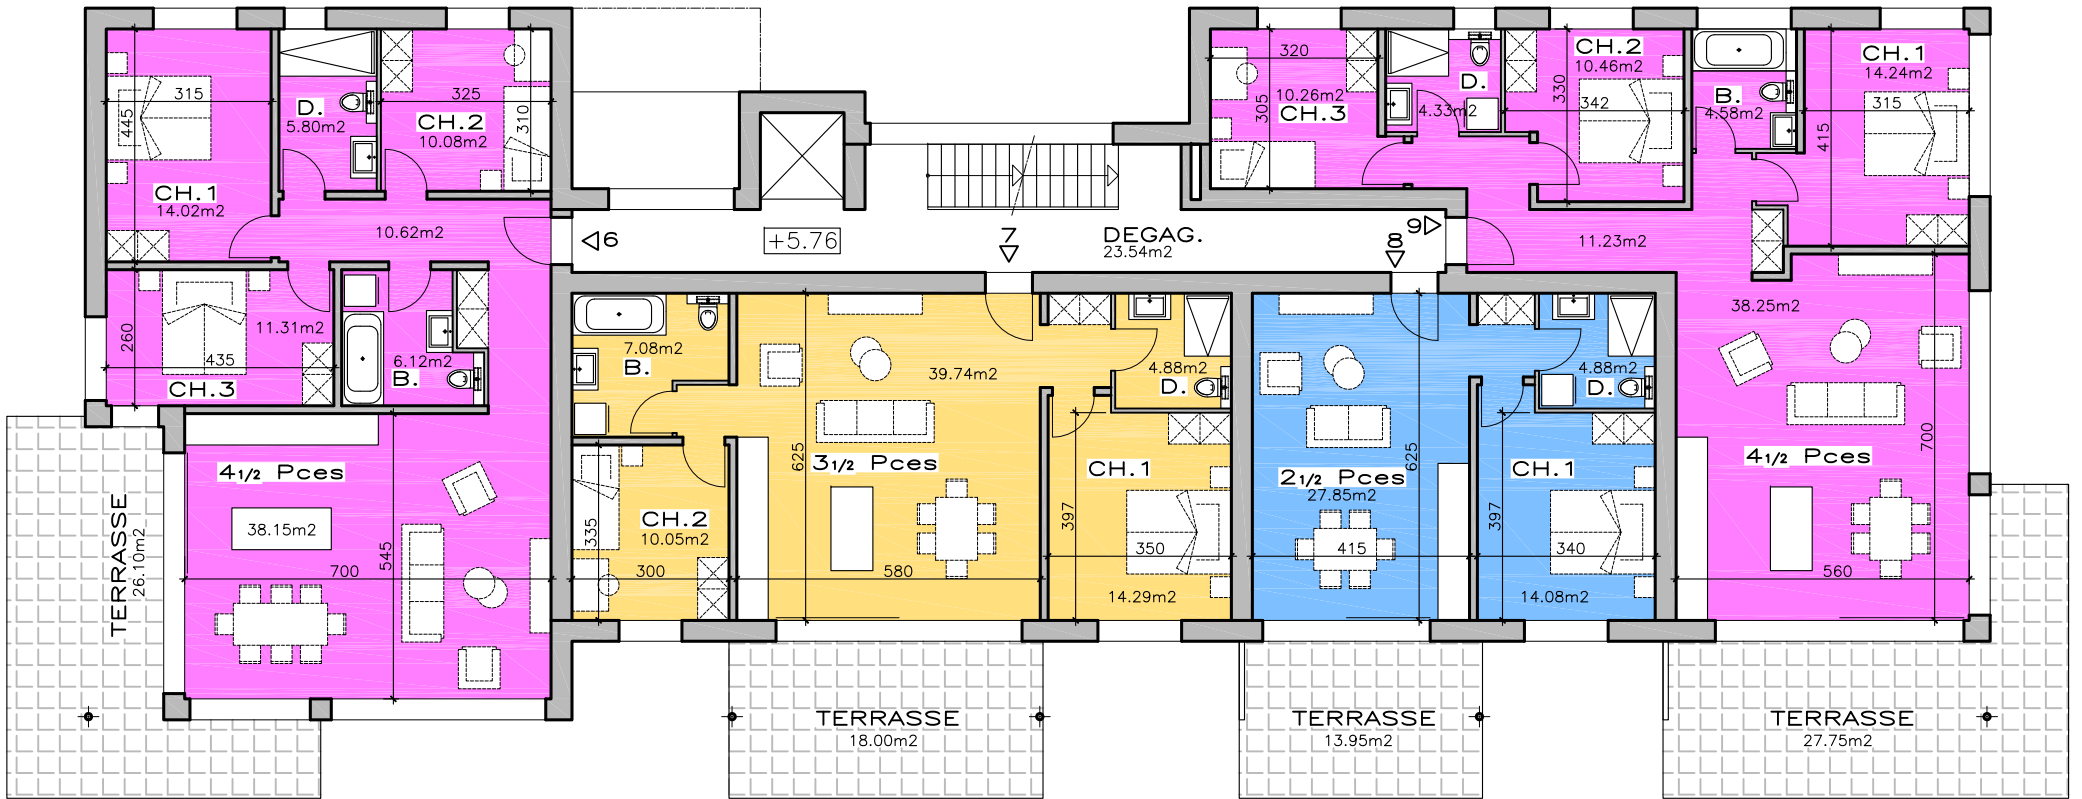 315
445
CH.1
14.02m2
D.
5.80m2
325
310
CH.2
10.08m2
10.62m2
6
260
11.31m2
435
CH.3
6.12m2
B.
4 1/2 Pces
38.15m2
545
700
TERRASSE
26.10m2
+5.76
7
DEGAG.
23.54m2
8
9
7.08m2
B.
CH.2
10.05m2
335
300
625
39.74m2
3 1/2 Pces
580
4.88m2
D.
CH.1
397
350
14.29m2
TERRASSE
18.00m2
625
2 1/2 Pces
27.85m2
415
4.88m2
D.
CH.1
397
340
14.08m2
TERRASSE
13.95m2
320
305
10.26m2
CH.3
D.
4.33m2
CH.2
10.46m2
330
342
B.
4.58m2
CH.1
14.24m2
315
415
11.23m2
38.25m2
4 1/2 Pces
700
560
TERRASSE
27.75m2